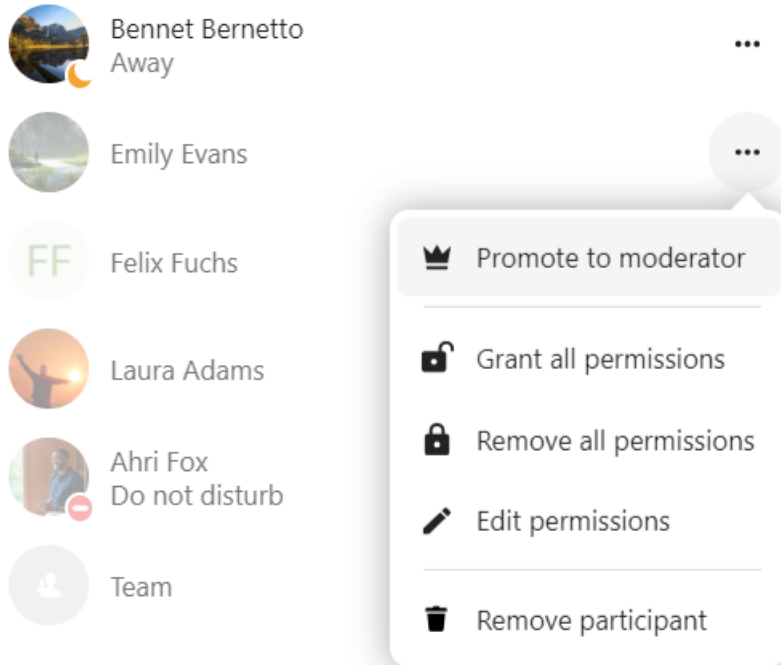 Bennet Bernetto
Away
Emily Evans
FF
Felix Fuchs
Laura Adams
Ahri Fox
Do not disturb
Team
Promote to moderator
Grant all permissions
Remove all permissions
Edit permissions
Remove participant